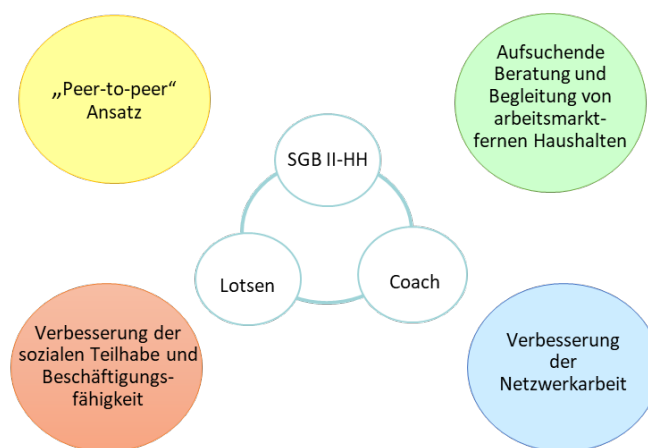 „Peer-to-peer“
Ansatz
Aufsuchende
Beratung und
Begleitung von
arbeitsmarkt-
fernen Haushalten
SGB II-HH
Lotsen
Coach
Verbesserung der
sozialen Teilhabe und
Beschäftigungs-
fähigkeit
Verbesserung
der
Netzwerkarbeit